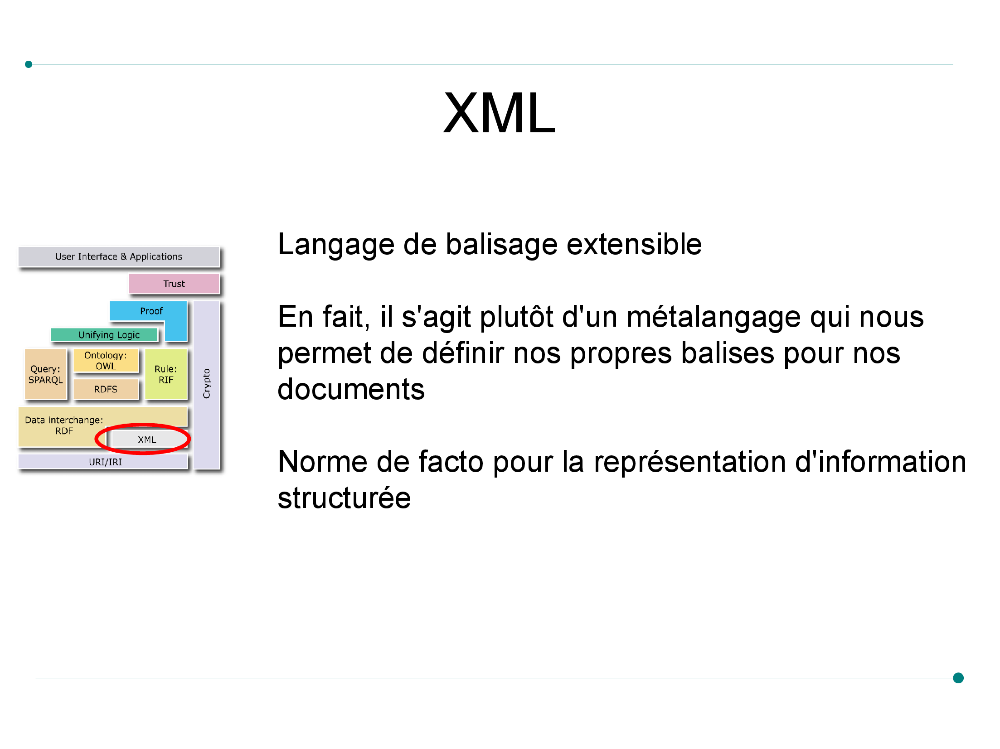 XML
User Interface & Applications
Trust
Proof
Unifying Logic
Query:
SPARQL
Ontology:
OWL
RDFS
Rule:
RIF
Crypto
Data interchange:
RDF
XML
URI/IRI
Langage de balisage extensible
En fait, il s'agit plutôt d'un métalangage qui nous
permet de définir nos propres balises pour nos
documents
Norme de facto pour la représentation d'information
structurée